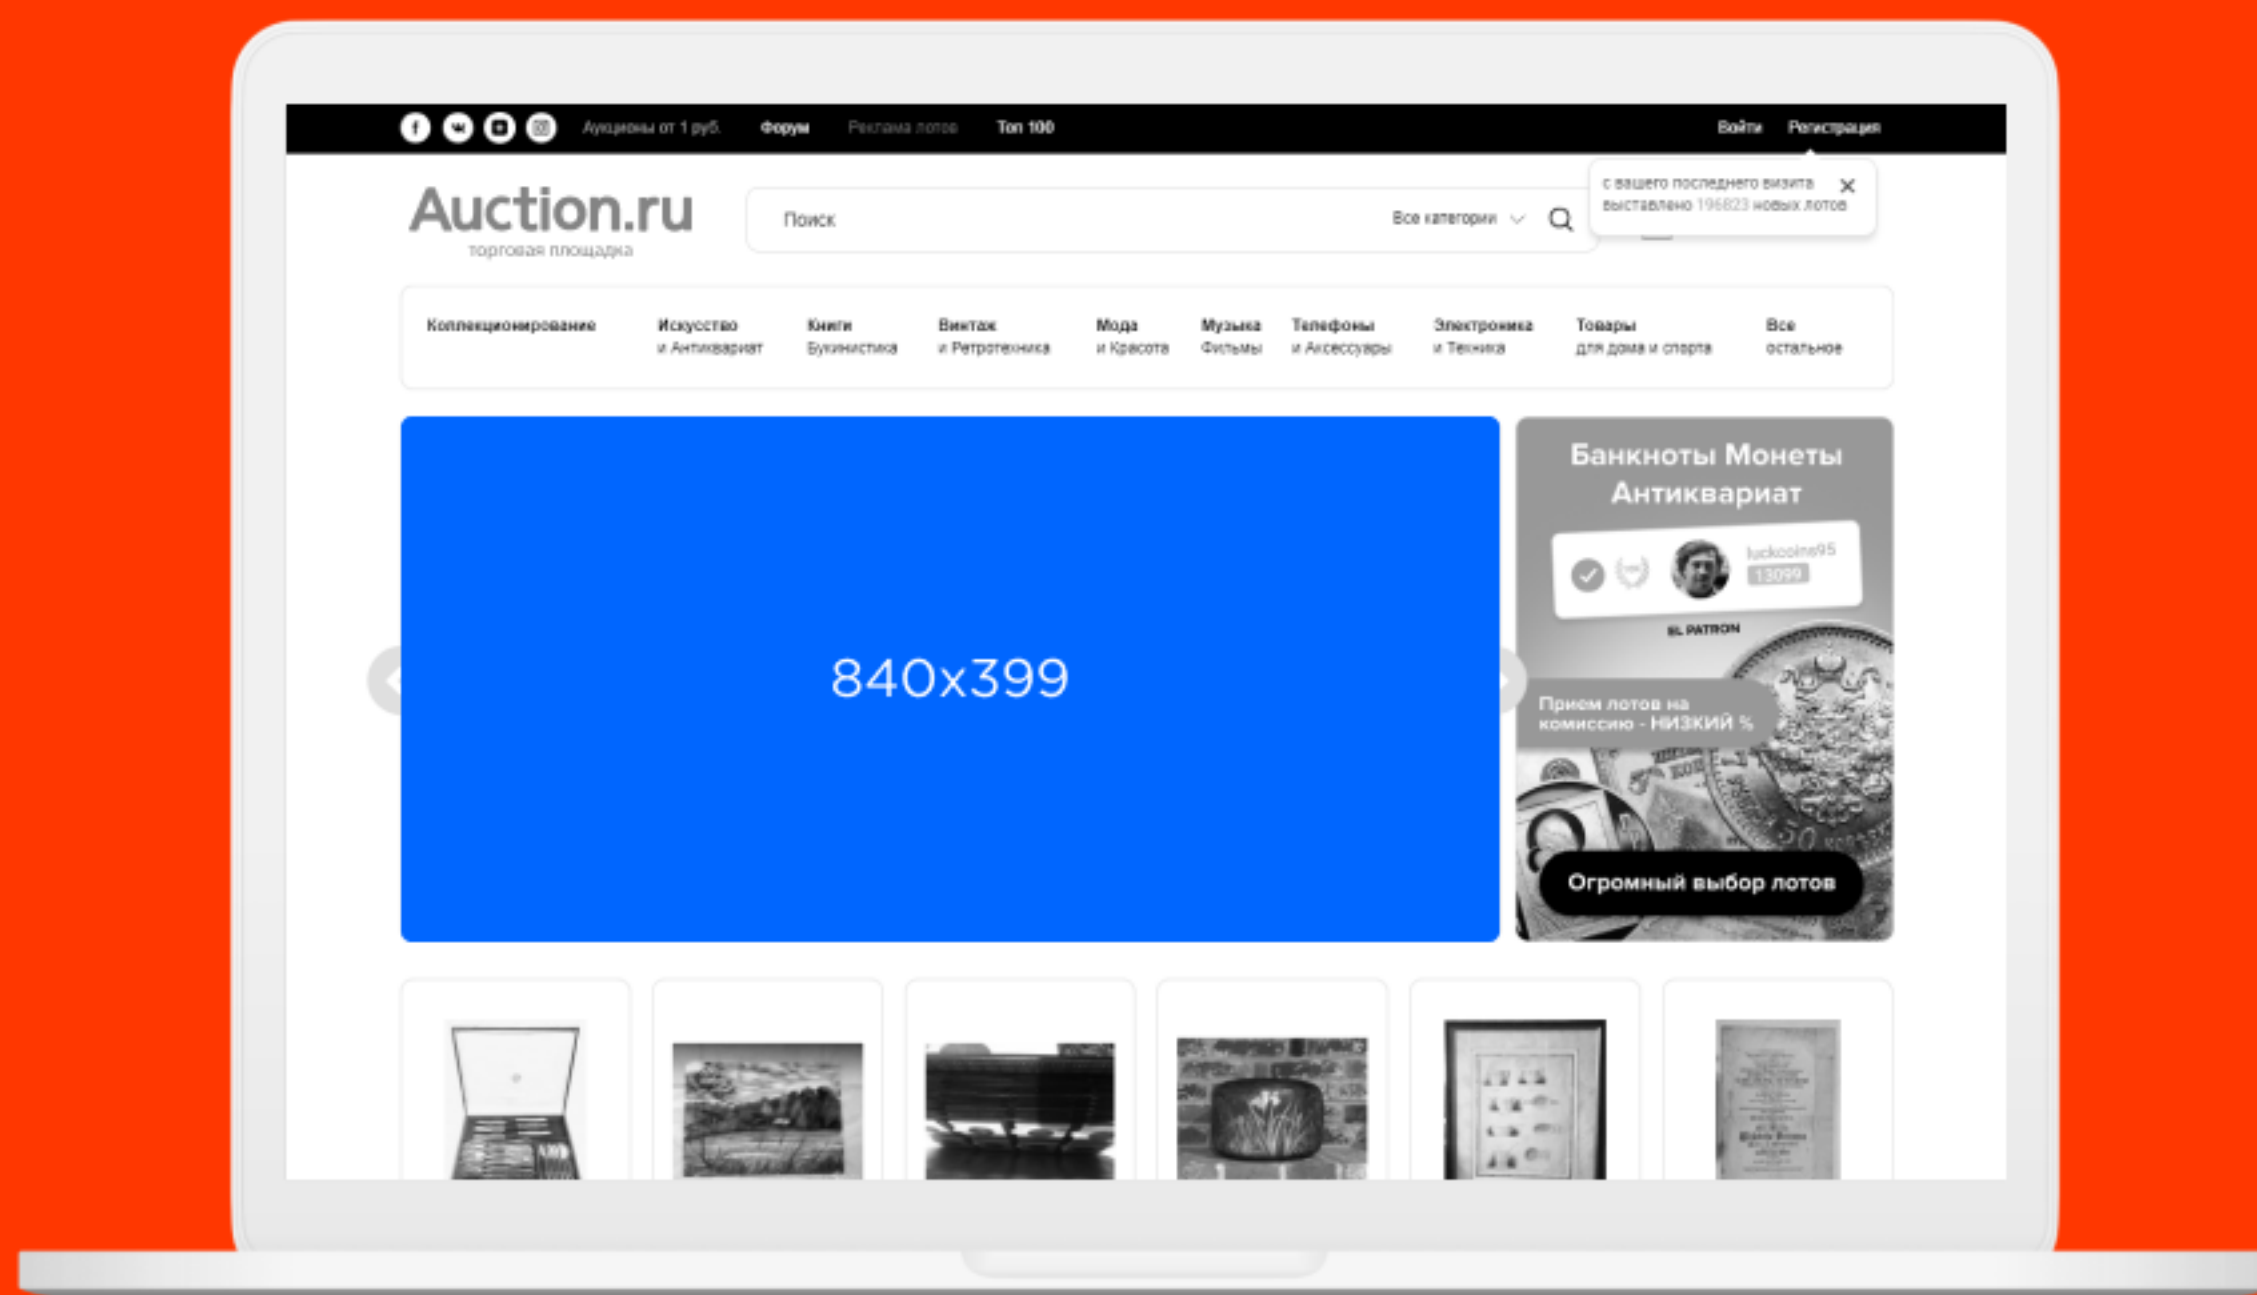 Аукционы от 1 руб. Форум Реклама лотов Топ 100 Войти Регистрация
с вашего последнего визита
выставлено 196823 новых лотов
Auction.ru
торговая площадка
Поиск Все категории
Коллекционирование
Искусство
и Антиквариат
Книги
Букинистика
Винтаж
и Ретротехника
Мода
и Красота
Музыка
Фильмы
Телефоны
и Аксессуары
Электроника
и Техника
Товары
для дома и спорта
Все
остальное
840x399
Банкноты Монеты
Антиквариат
luckcoins95
13099
EL PATRON
Прием лотов на
комиссию - НИЗКИЙ %
50
Огромный выбор лотов